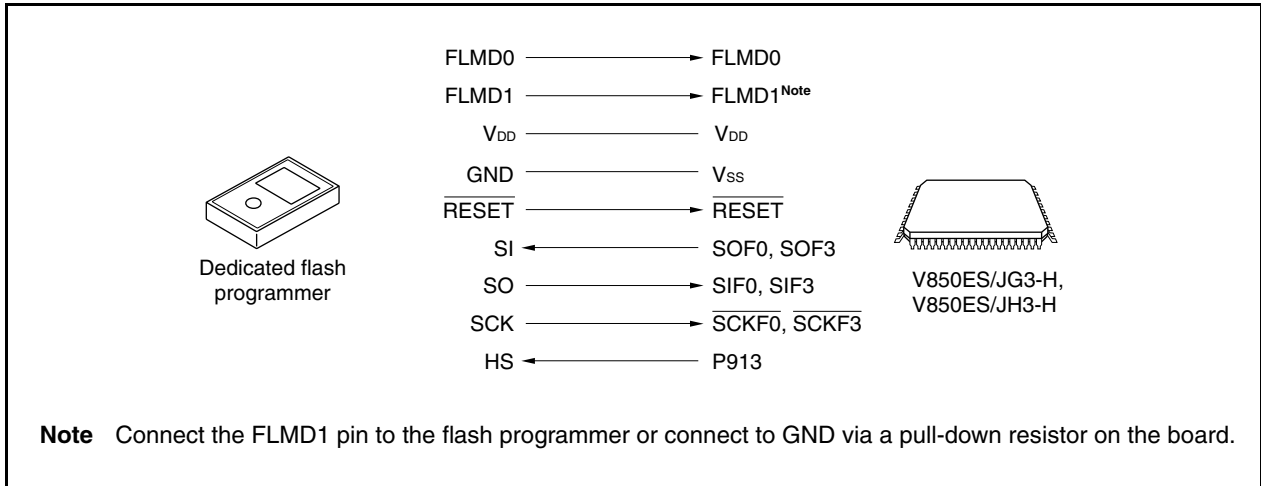 FLMD0 FLMD0
FLMD1 FLMD1Note
VDD VDD
GND VSS
RESET RESET
SI SOF0, SOF3
SO SIF0, SIF3
SCK SCKF0, SCKF3
HS P913
Dedicated flash
programmer
V850ES/JG3-H,
V850ES/JH3-H
Note Connect the FLMD1 pin to the flash programmer or connect to GND via a pull-down resistor on the board.